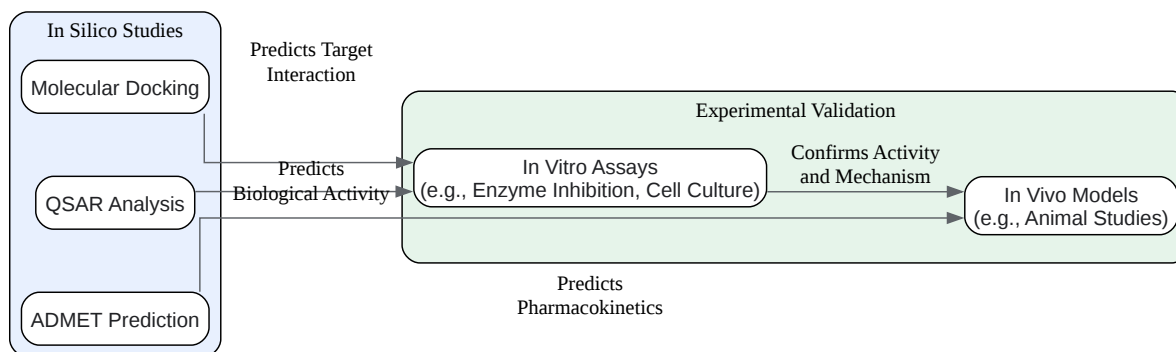 In Silico Studies
Molecular Docking
QSAR Analysis
ADMET Prediction
Predicts Target
Interaction
Predicts
Biological Activity
Experimental Validation
In Vitro Assays
(e.g., Enzyme Inhibition, Cell Culture)
Confirms Activity
and Mechanism
In Vivo Models
(e.g., Animal Studies)
Predicts
Pharmacokinetics